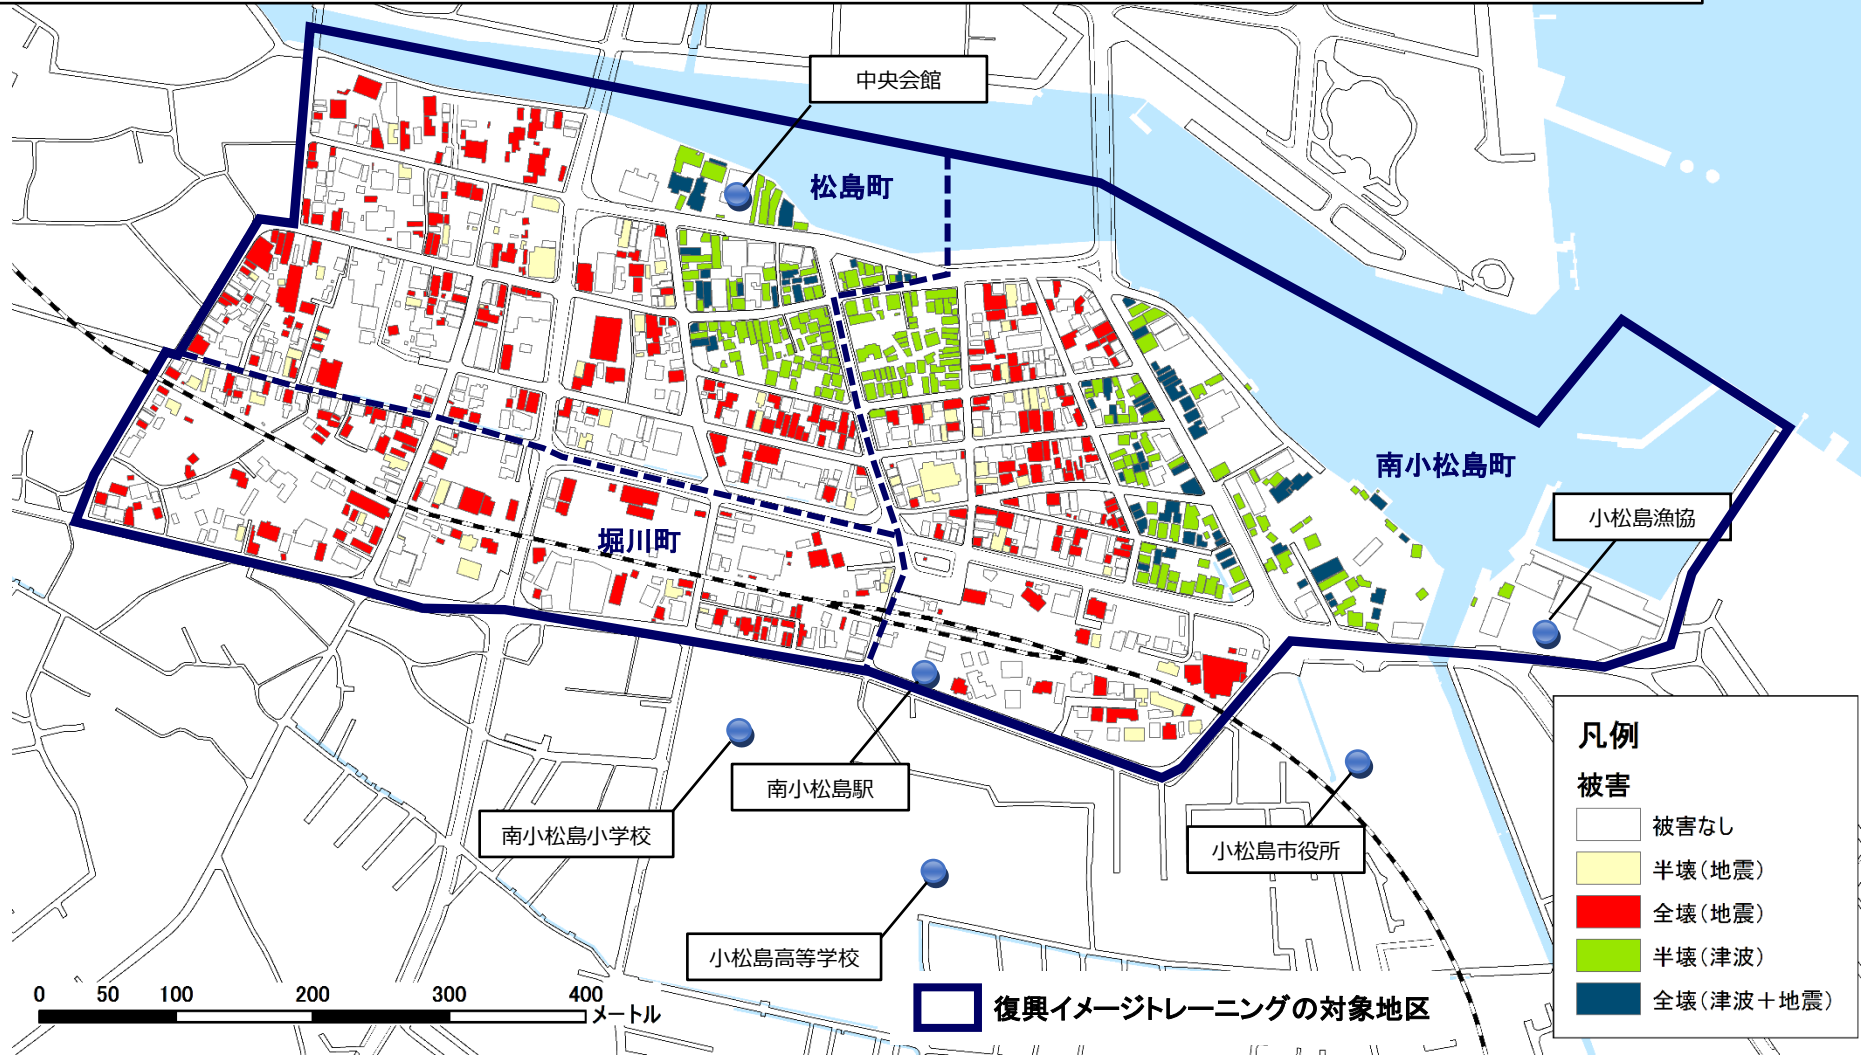 中央会館
松島町
南小松島町
小松島漁協
堀川町
南小松島駅
南小松島小学校
小松島市役所
小松島高等学校
凡例
被害
被害なし
半壊(地震)
全壊(地震)
半壊(津波)
全壊(津波+地震)
0 50 100 200 300 400
メートル
復興イメージトレーニングの対象地区